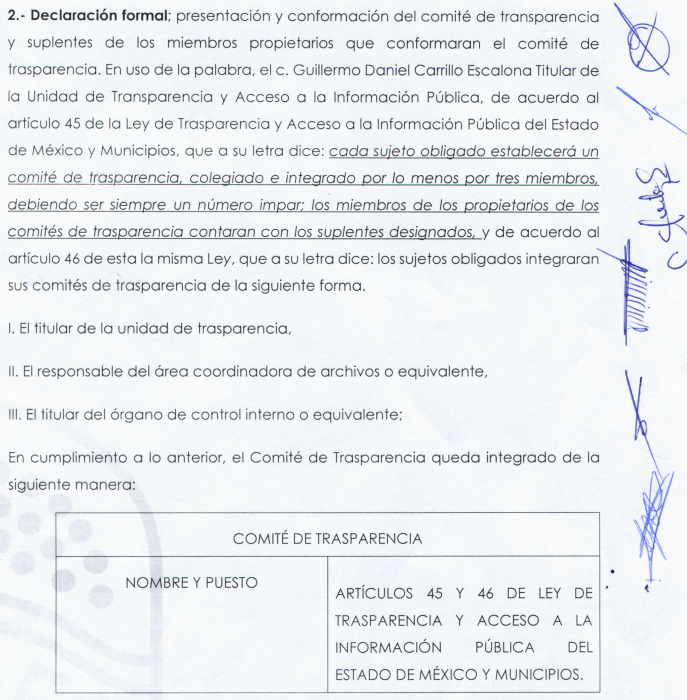 2.- Declaración formal; presentación y conformación del comité de transparencia
y suplentes de los miembros propietarios que conformaran el comité de
trasparencia. En uso de la palabra, el c. Guillermo Daniel Carrillo Escalona Titular de
la Unidad de Transparencia y Acceso a la Información Pública, de acuerdo al
artículo 45 de la Ley de Trasparencia y Acceso a la Información Pública del Estado
de México y Municipios, que a su letra dice: cada sujeto obligado establecerá un
comité de trasparencia, colegiado e integrado por lo menos por tres miembros,
debiendo ser siempre un número impar; los miembros de los propietarios de los
comités de trasparencia contaran con los suplentes designados, y de acuerdo al
artículo 46 de esta la misma Ley, que a su letra dice: los sujetos obligados integraran
sus comités de trasparencia de la siguiente forma.
I. El titular de la unidad de trasparencia,
II. El responsable del área coordinadora de archivos o equivalente,
III. El titular del órgano de control interno o equivalente;
En cumplimiento a lo anterior, el Comité de Trasparencia queda integrado de la
siguiente manera:
COMITÉ DE TRASPARENCIA
NOMBRE Y PUESTO
ARTÍCULOS 45 Y 46 DE LEY DE
TRASPARENCIA Y ACCESO A LA
INFORMACIÓN PÚBLICA DEL
ESTADO DE MÉXICO Y MUNICIPIOS.